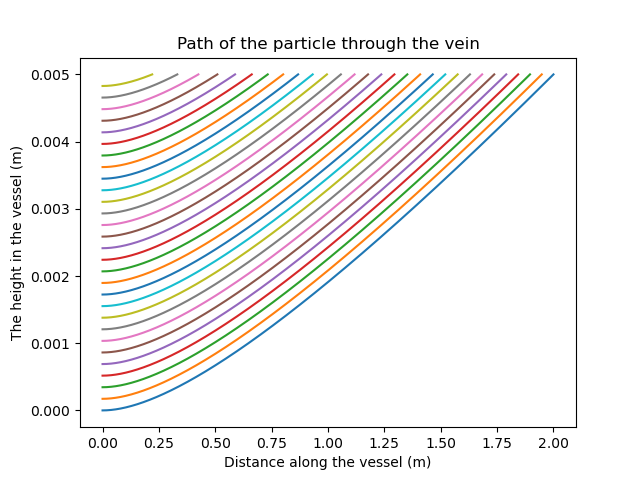 Path of the particle through the vein
0.005
0.004
0.003
0.002
0.001
0.000
The height in the vessel (m)
0.00 0.25 0.50 0.75 1.00 1.25 1.50 1.75 2.00
Distance along the vessel (m)